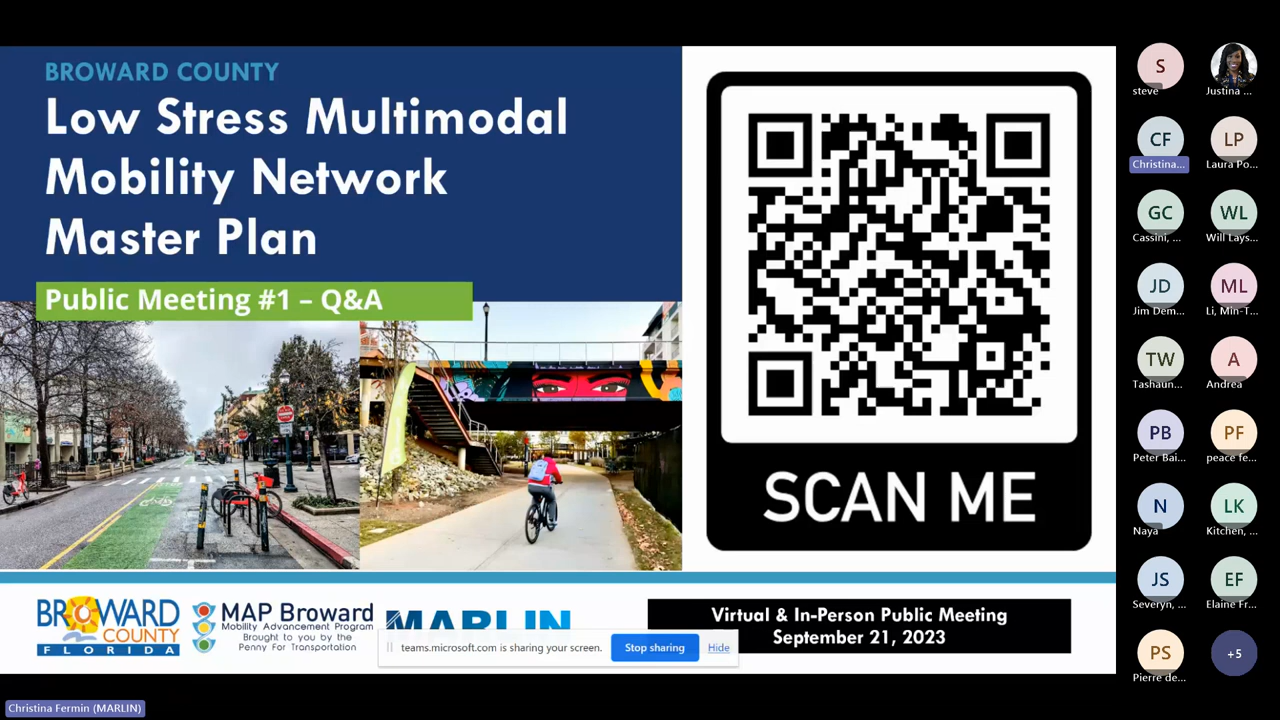 BROWARD COUNTY
Low Stress Multimodal
Mobility Network
Master Plan
Public Meeting #1 – Q&A
SCAN ME
BROWARD
COUNTY
FLORIDA
MAP Broward
Mobility Advancement Program
Brought to you by the
Penny For Transportation
MARLIN
Virtual & In-Person Public Meeting
September 21, 2023
teams.microsoft.com is sharing your screen.
Stop sharing
Hide
S
steve
Justina ...
CF
Christina...
LP
Laura Po...
GC
Cassini, ...
WL
Will Lays...
JD
Jim Dem...
ML
Li, Min-T...
TW
Tashaun...
A
Andrea
PB
Peter Bai...
PF
peace fe...
N
Naya
LK
Kitchen, ...
JS
Severyn, ...
EF
Elaine Fr...
PS
Pierre de...
+5
Christina Fermin (MARLIN)